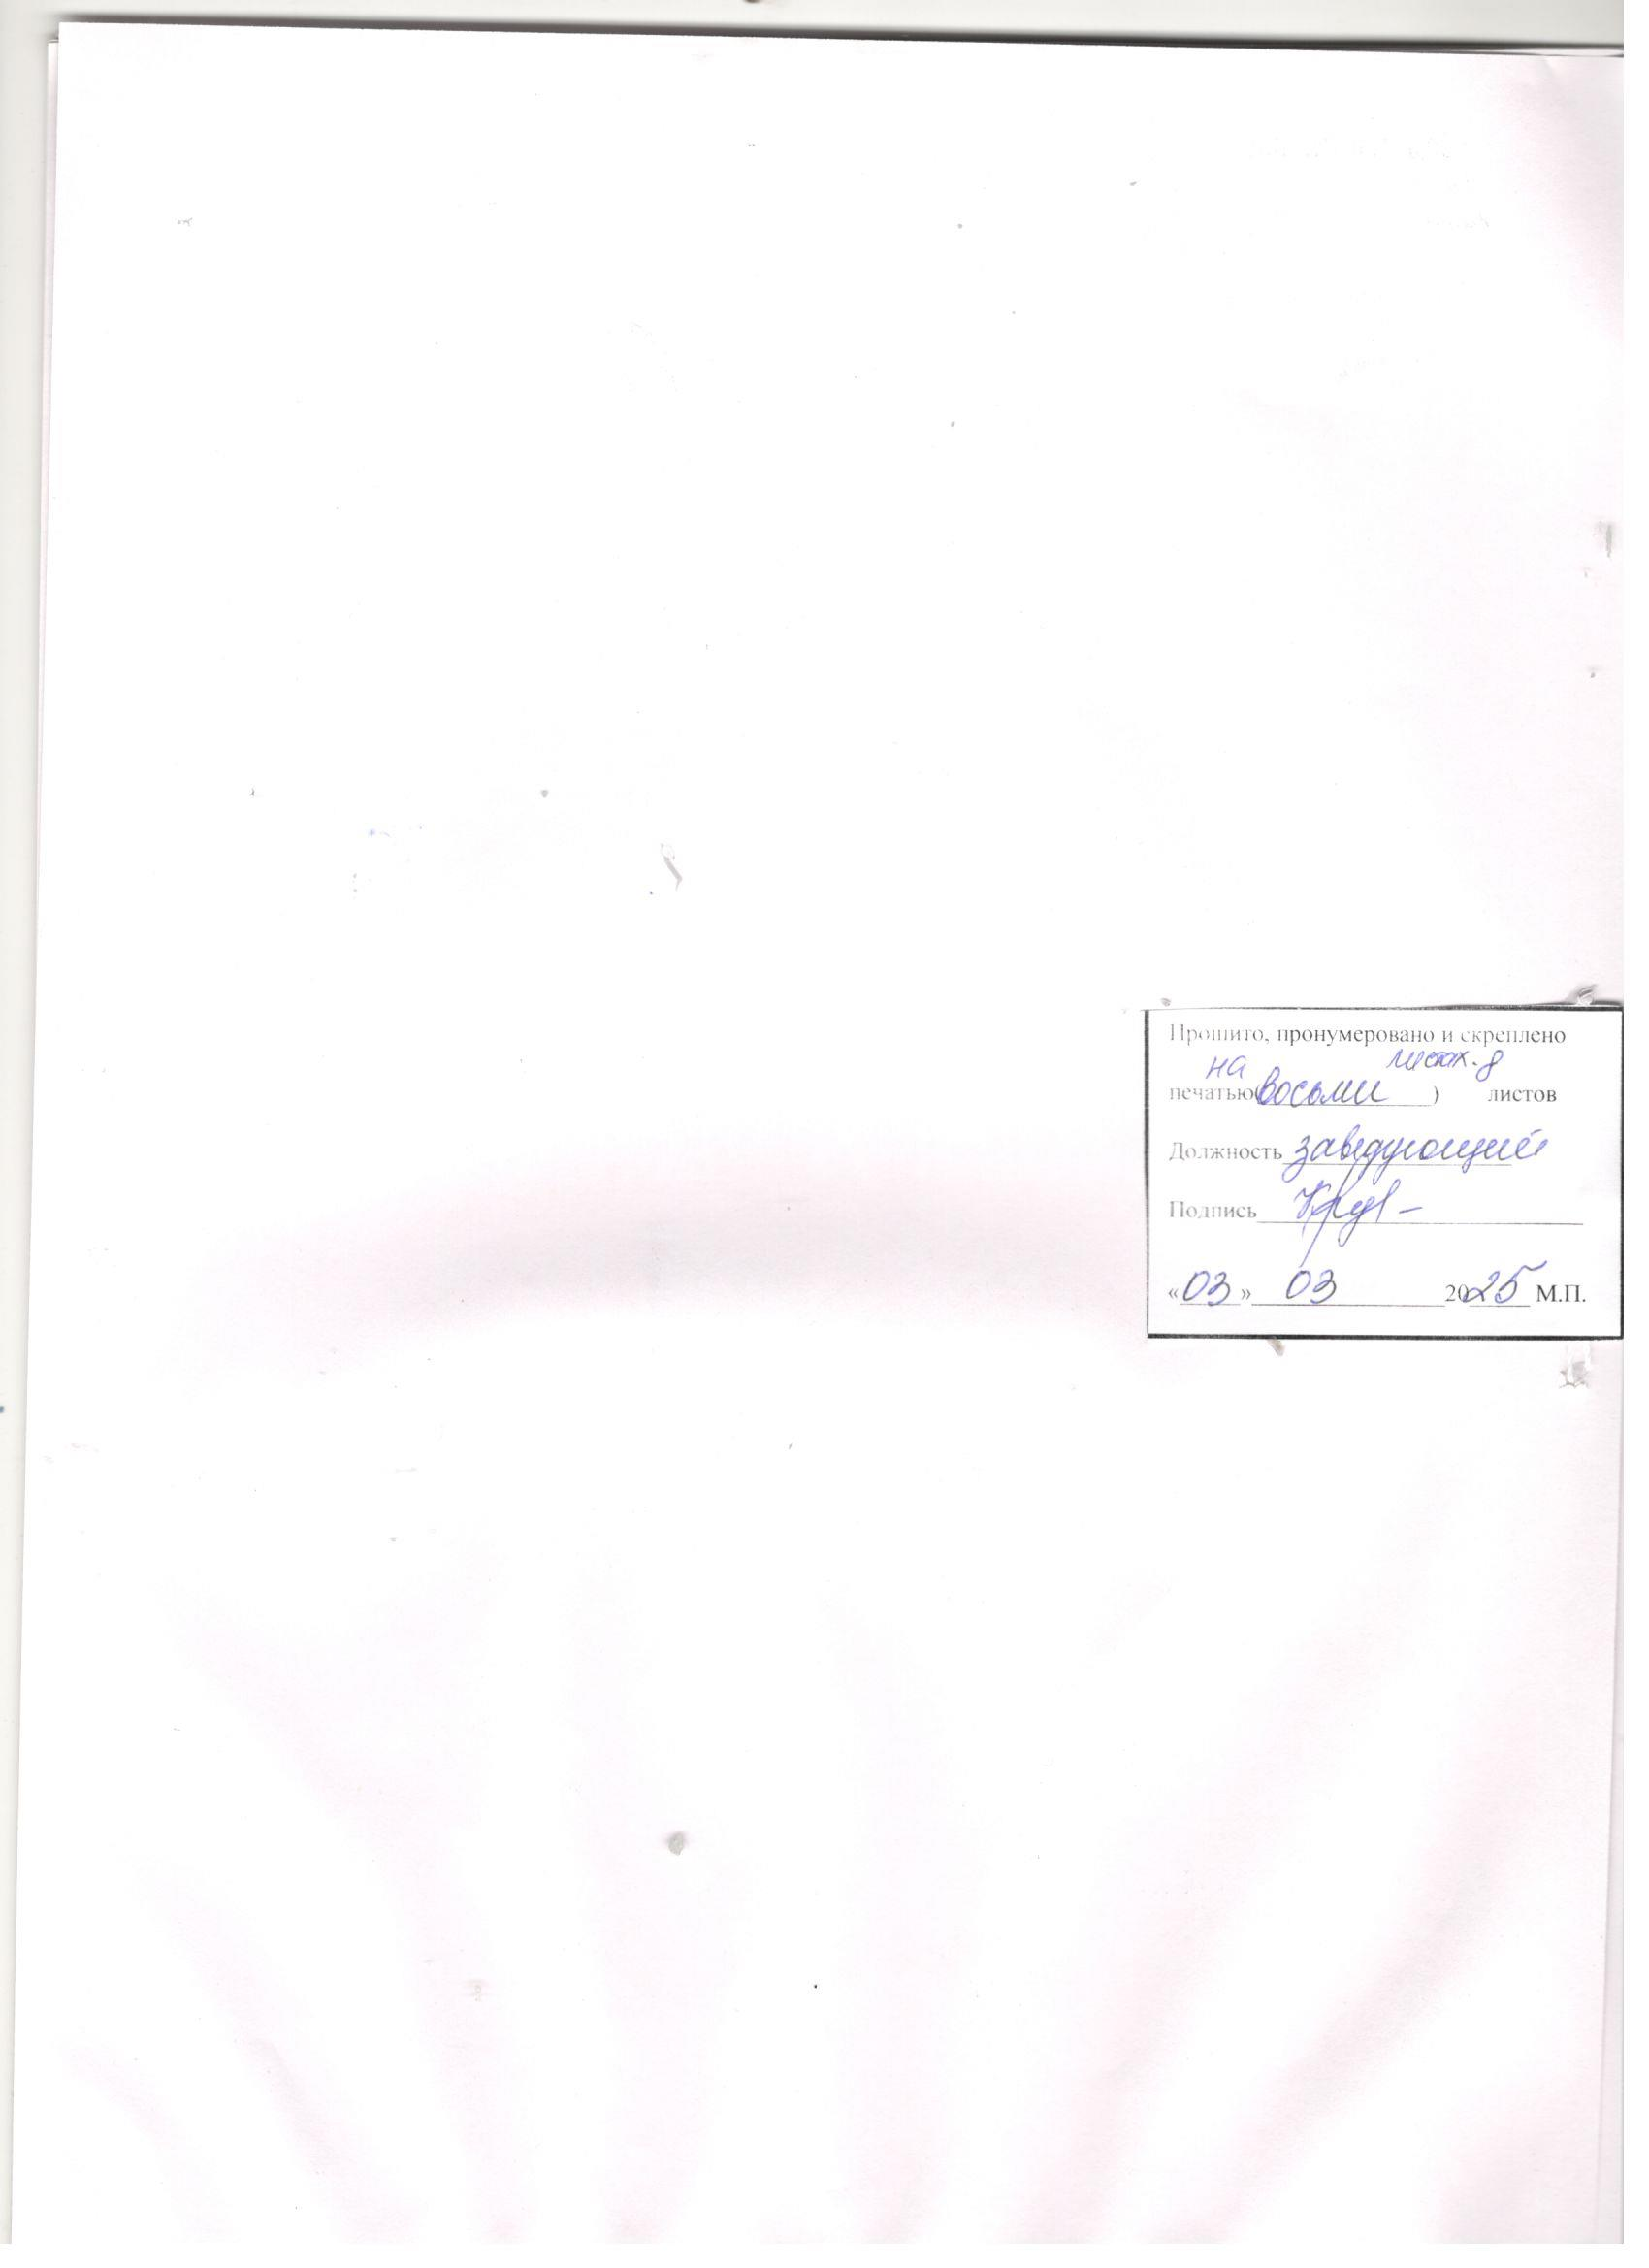 Прошито, пронумеровано и скреплено
на листах - 8
печатью(восьми) листов
Должность заведующий
Подпись
«03» 03 2025 М.П.